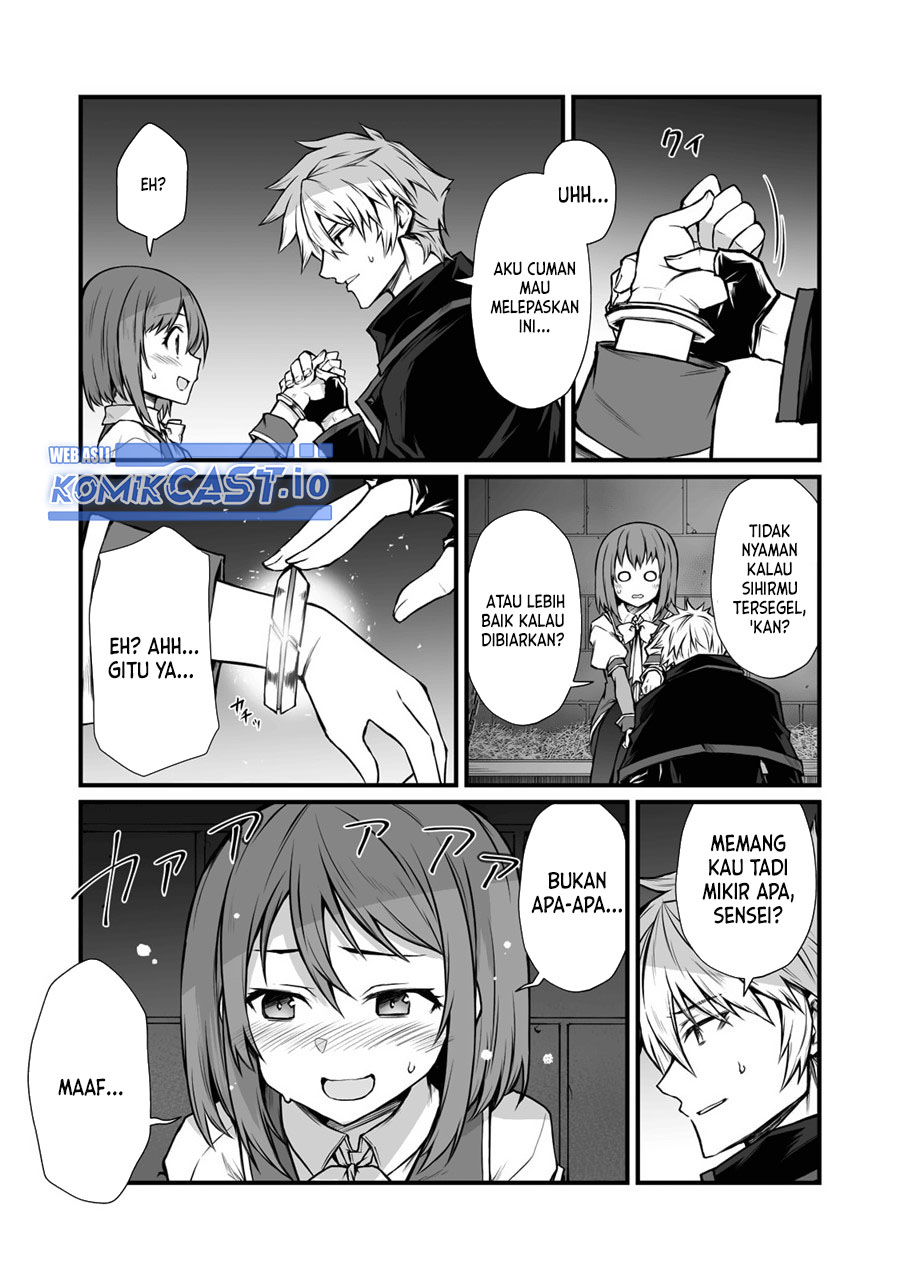 クイ
UHH...
AKU CUMAN
MAU
MELEPASKAN
INI...
EH?
TIDAK
NYAMAN
KALAU
SIHIRMU
TERSEGEL,
'KAN?
ATAU LEBIH
BAIK KALAU
DIBIARKAN?
WEB ASLI
KOMIKCAST.io
EH? AHH...
GITU YA...
MEMANG
KAU TADI
MIKIR APA,
SENSEI?
BUKAN
APA-APA...
カァァァァ
MAAF...